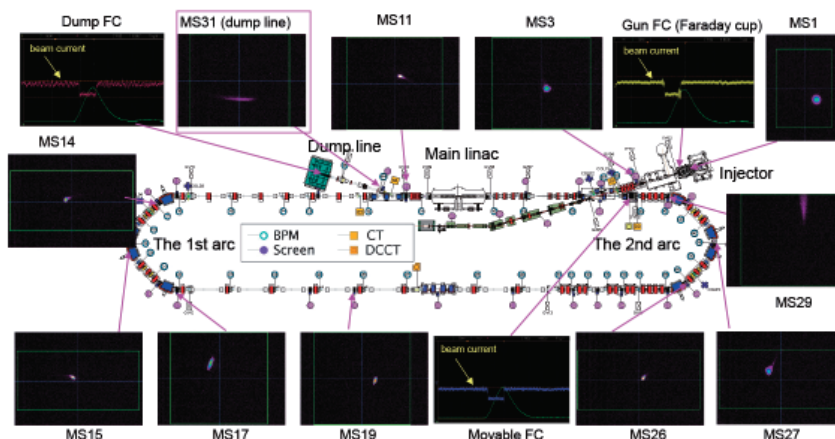 Dump FC
MS31 (dump line)
MS11
MS3
Gun FC (Faraday cup)
MS1
beam current
beam current
MS14
Dump line
Main linac
Injector
BPM
CT
Screen
DCCT
The 1st arc
The 2nd arc
MS29
beam current
MS15
MS17
MS19
Movable FC
MS26
MS27